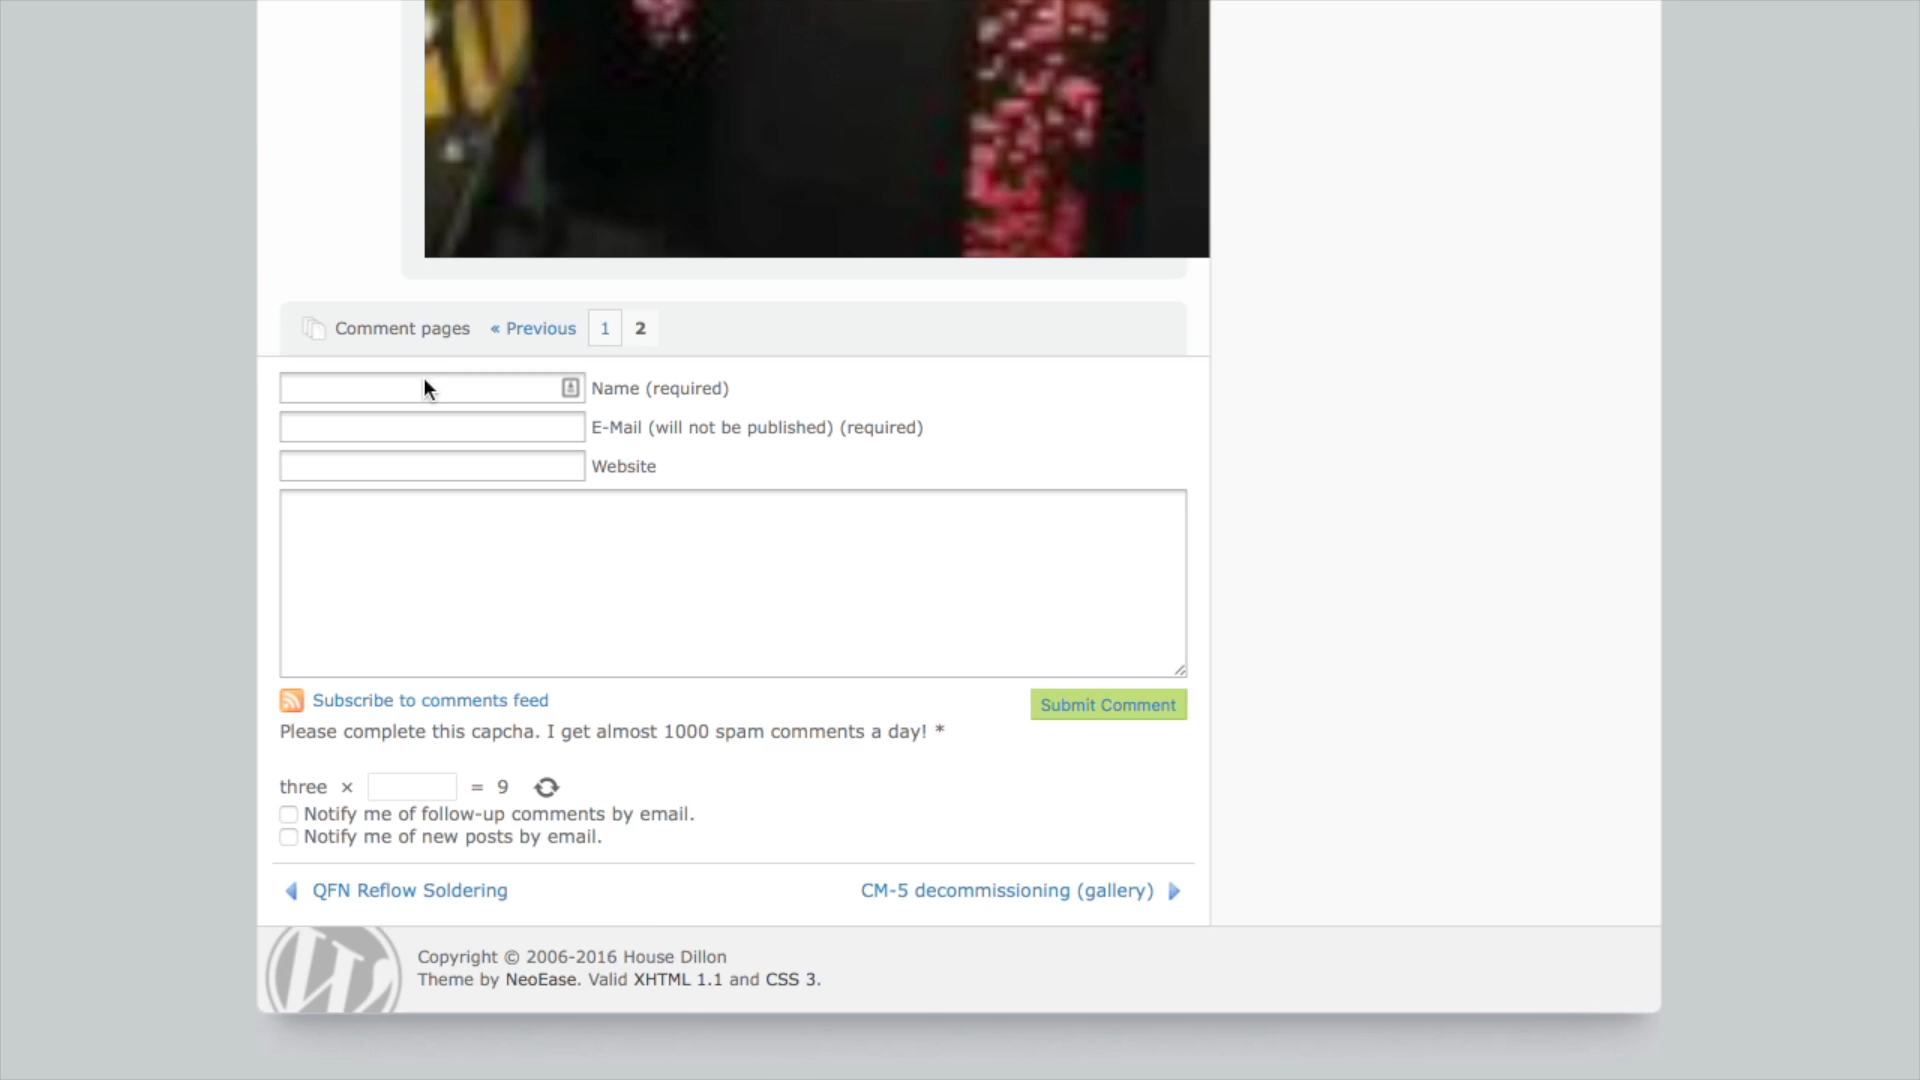 Comment pages « Previous 1 2
Name (required)
E-Mail (will not be published) (required)
Website
Subscribe to comments feed
Submit Comment
Please complete this capcha. I get almost 1000 spam comments a day! *
three × = 9
Notify me of follow-up comments by email.
Notify me of new posts by email.
QFN Reflow Soldering
CM-5 decommissioning (gallery)
Copyright © 2006-2016 House Dillon
Theme by NeoEase. Valid XHTML 1.1 and CSS 3.